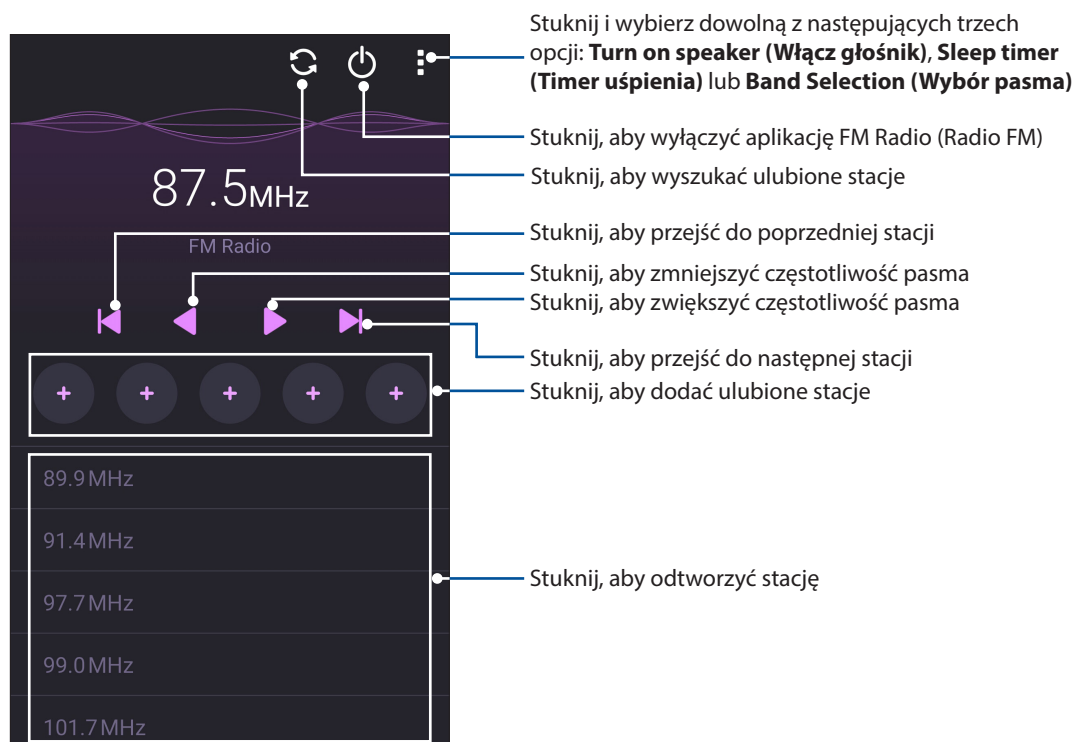 Stuknij i wybierz dowolną z następujących trzech
opcji: Turn on speaker (Włącz głośnik), Sleep timer
(Timer uśpienia) lub Band Selection (Wybór pasma)
Stuknij, aby wyłączyć aplikację FM Radio (Radio FM)
Stuknij, aby wyszukać ulubione stacje
87.5MHz
FM Radio
Stuknij, aby przejść do poprzedniej stacji
Stuknij, aby zmniejszyć częstotliwość pasma
Stuknij, aby zwiększyć częstotliwość pasma
Stuknij, aby przejść do następnej stacji
Stuknij, aby dodać ulubione stacje
+ + + + +
89.9MHz
91.4MHz
97.7MHz
99.0MHz
101.7MHz
Stuknij, aby odtworzyć stację